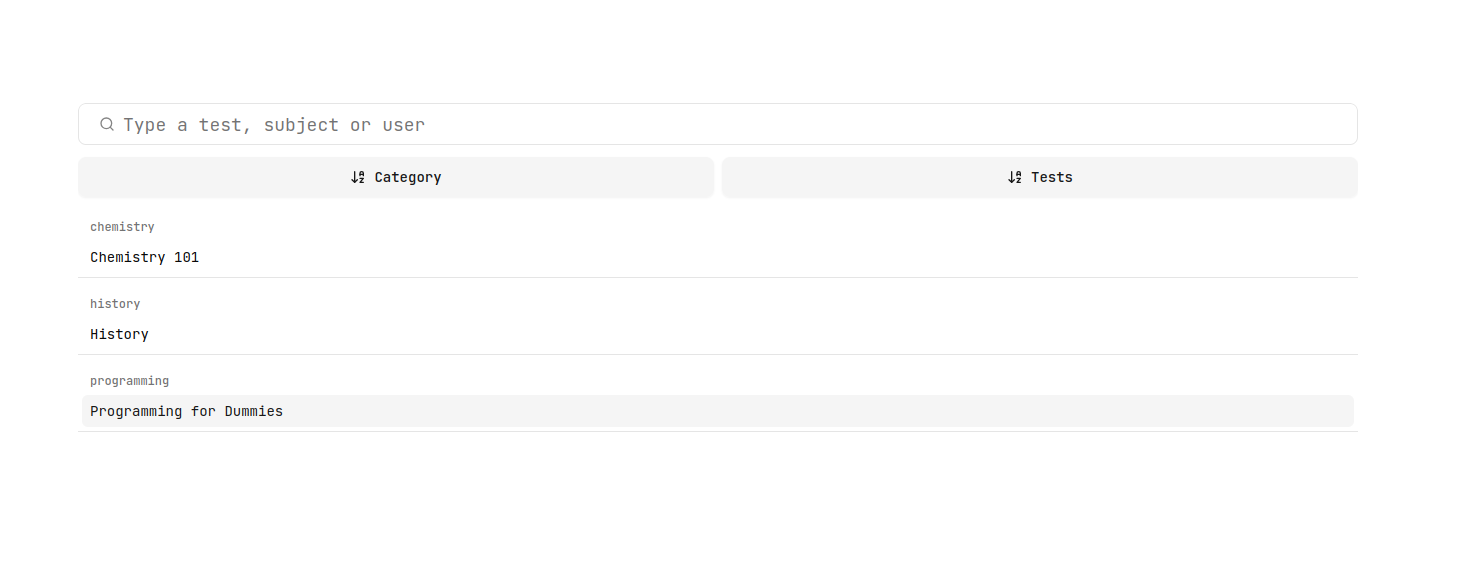 Type a test, subject or user
Category
Tests
chemistry
Chemistry 101
history
History
programming
Programming for Dummies